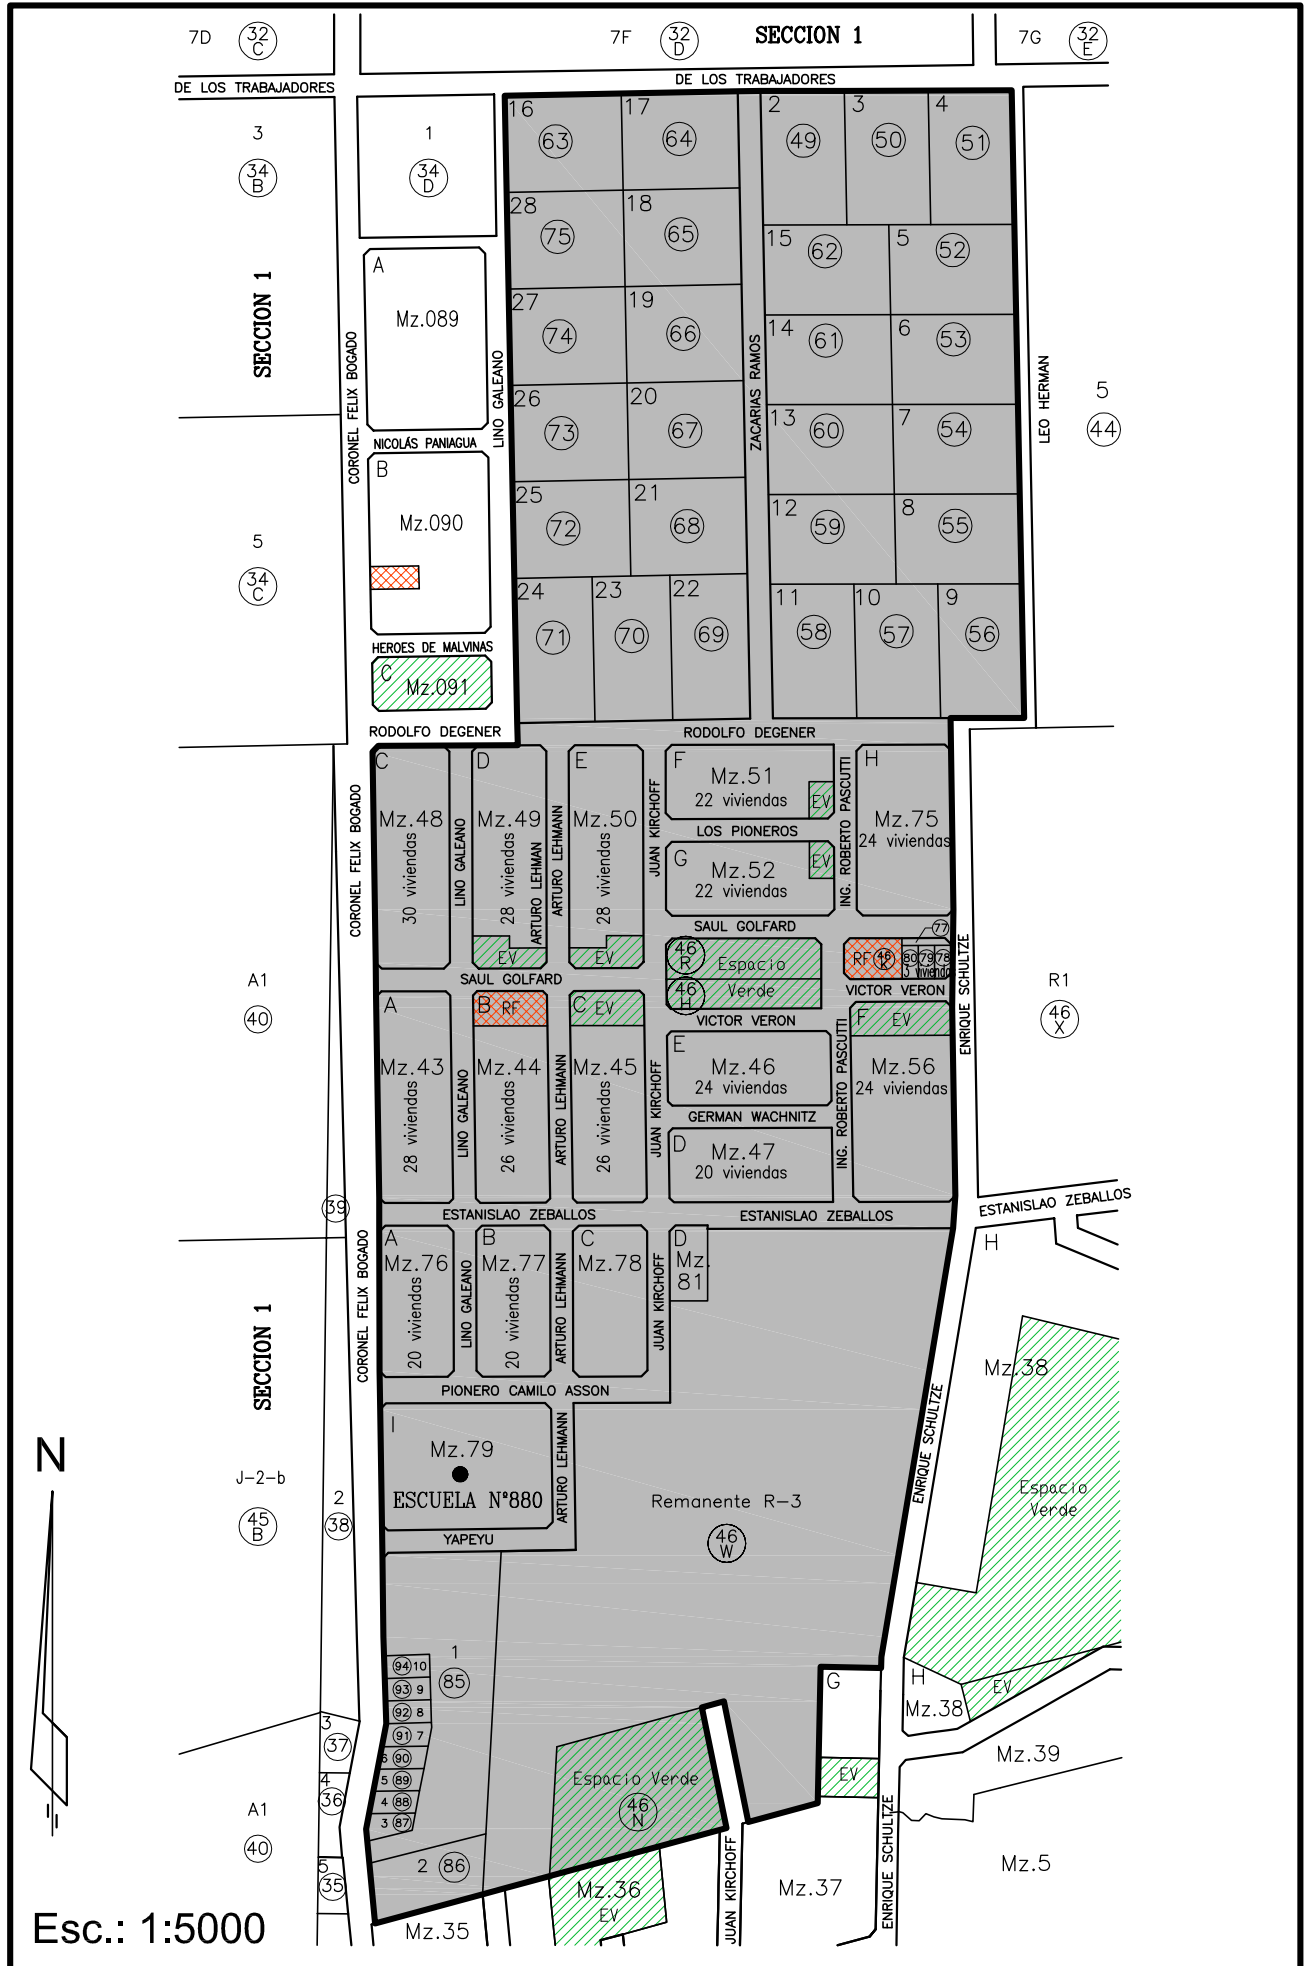 7D
32
C
7F
32
D
SECCION 1
7G
32
E
DE LOS TRABAJADORES
DE LOS TRABAJADORES
3
34
B
1
34
D
16
63
17
64
2
49
3
50
4
51
28
75
18
65
15
62
5
52
SECCION 1
A
Mz.089
CORONEL FELIX BOGADO
LINO GALEANO
27
74
19
66
ZACARIAS RAMOS
14
61
6
53
LEO HERMAN
5
44
NICOLÁS PANIAGUA
26
73
20
67
13
60
7
54
B
Mz.090
25
72
21
68
12
59
8
55
5
34
C
24
71
23
70
22
69
11
58
10
57
9
56
HEROES DE MALVINAS
C
Mz.091
RODOLFO DEGENER
RODOLFO DEGENER
C
Mz.48
30 viviendas
D
Mz.49
28 viviendas
EV
E
Mz.50
28 viviendas
EV
F
Mz.51
22 viviendas
EV
H
Mz.75
24 viviendas
CORONEL FELIX BOGADO
LINO GALEANO
ARTURO LEHMAN
ARTURO LEHMANN
JUAN KIRCHOFF
ING. ROBERTO PASCUTTI
LOS PIONEROS
G
Mz.52
22 viviendas
EV
SAUL GOLFARD
77
46
R
Espacio
46
H
Verde
RF
46
80
79
78
3 vivienda
ENRIQUE SCHULTZE
SAUL GOLFARD
VICTOR VERON
VICTOR VERON
A1
40
R1
46
X
A
Mz.43
28 viviendas
B
RF
Mz.44
26 viviendas
C
EV
Mz.45
26 viviendas
E
Mz.46
24 viviendas
F
EV
Mz.56
24 viviendas
LINO GALEANO
ARTURO LEHMANN
JUAN KIRCHOFF
ING. ROBERTO PASCUTTI
GERMAN WACHNITZ
D
Mz.47
20 viviendas
39
ESTANISLAO ZEBALLOS
ESTANISLAO ZEBALLOS
ESTANISLAO ZEBALLOS
A
Mz.76
20 viviendas
B
Mz.77
20 viviendas
C
Mz.78
D
Mz.
81
H
CORONEL FELIX BOGADO
LINO GALEANO
ARTURO LEHMANN
JUAN KIRCHOFF
SECCION 1
Mz.38
PIONERO CAMILO ASSON
ENRIQUE SCHULTZE
I
Mz.79
ESCUELA Nº880
ARTURO LEHMANN
YAPEYU
N
J-2-b
45
B
2
38
Remanente R-3
46
W
Espacio
Verde
1
85
94
10
93
9
92
8
91
7
6
90
5
89
4
88
3
87
G
H
Mz.38
EV
3
37
4
36
5
35
Mz.39
EV
Espacio Verde
46
N
A1
40
2
86
Mz.36
EV
Mz.37
Mz.5
JUAN KIRCHOFF
ENRIQUE SCHULTZE
Mz.35
Esc.: 1:5000